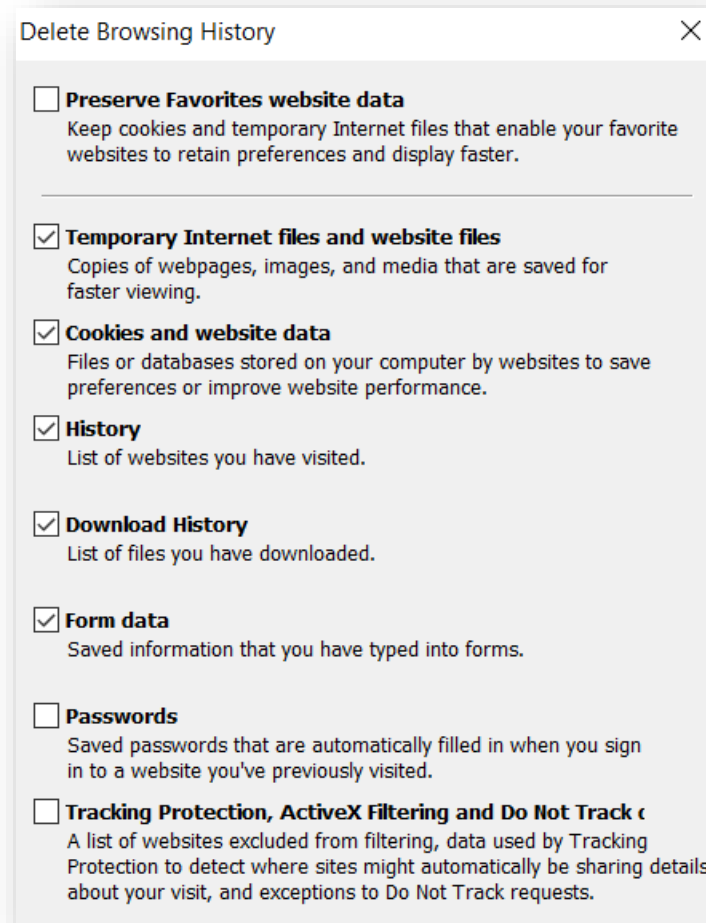 Delete Browsing History
Preserve Favorites website data
Keep cookies and temporary Internet files that enable your favorite
websites to retain preferences and display faster.
Temporary Internet files and website files
Copies of webpages, images, and media that are saved for
faster viewing.
Cookies and website data
Files or databases stored on your computer by websites to save
preferences or improve website performance.
History
List of websites you have visited.
Download History
List of files you have downloaded.
Form data
Saved information that you have typed into forms.
Passwords
Saved passwords that are automatically filled in when you sign
in to a website you've previously visited.
Tracking Protection, ActiveX Filtering and Do Not Track
A list of websites excluded from filtering, data used by Tracking
Protection to detect where sites might automatically be sharing details
about your visit, and exceptions to Do Not Track requests.